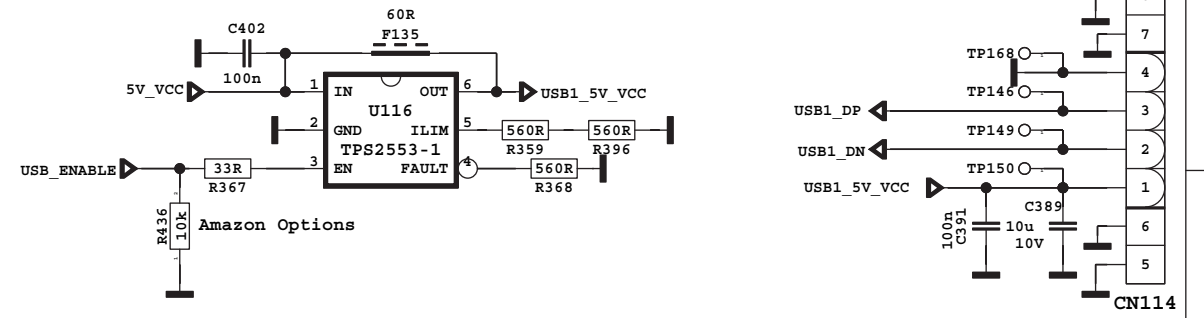 60R
F135
C402
100n
5V_VCC
1
IN
OUT
6
USB1_5V_VCC
U116
2
GND
ILIM
5
560R
560R
R359
R396
TPS2553-1
USB_ENABLE
33R
R367
3
EN
FAULT
4
560R
R368
R436
10k
Amazon Options
7
TP168
4
TP146
USB1_DP
3
TP149
USB1_DN
2
TP150
USB1_5V_VCC
1
C389
100n
C391
10u
10V
6
5
CN114